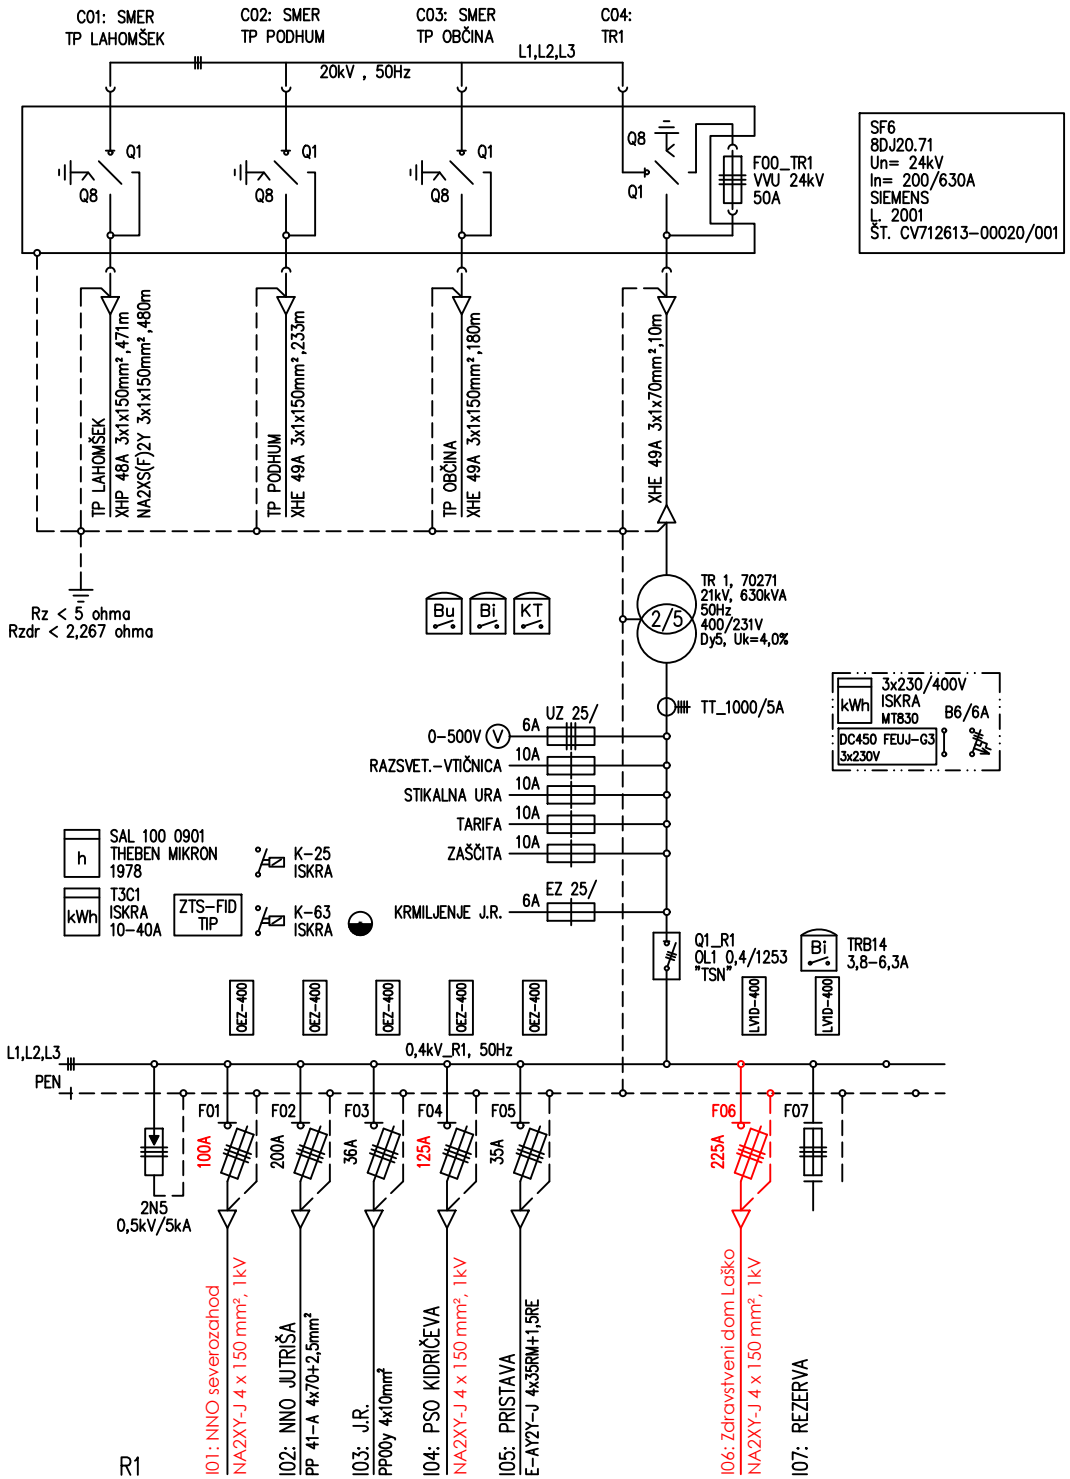 C01: SMER
TP LAHOMŠEK
C02: SMER
TP PODHUM
C03: SMER
TP OBČINA
C04:
TR1
L1,L2,L3
20kV , 50Hz
Q1
Q8
Q1
Q8
Q1
Q8
Q8
Q1
F00_TR1
VVU 24kV
50A
SF6
8DJ20.71
Un= 24kV
In= 200/630A
SIEMENS
L. 2001
ŠT. CV712613-00020/001
TP LAHOMŠEK
XHP 48A 3x1x150mm²,471m
NA2XS(F)2Y 3x1x150mm²,480m
TP PODHUM
XHE 49A 3x1x150mm²,233m
TP OBČINA
XHE 49A 3x1x150mm²,180m
XHE 49A 3x1x70mm²,10m
Rz < 5 ohma
Rzdr < 2,267 ohma
Bu
Bi
KT
2/5
TR 1, 70271
21kV, 630kVA
50Hz
400/231V
Dy5, Uk=4,0%
TT_1000/5A
3x230/400V
ISKRA
MT830
kWh
B6/6A
DC450 FEUJ-G3
3x230V
0-500V
V
6A
UZ 25/
RAZSVET.-VTIČNICA
10A
STIKALNA URA
10A
TARIFA
10A
ZAŠČITA
10A
KRMILJENJE J.R.
6A
EZ 25/
h
SAL 100 0901
THEBEN MIKRON
1978
K-25
ISKRA
kWh
T3C1
ISKRA
10-40A
ZTS-FID
TIP
K-63
ISKRA
Q1_R1
OL1 0,4/1253
"TSN"
Bi
TRB14
3,8-6,3A
OEZ-400
OEZ-400
OEZ-400
OEZ-400
OEZ-400
LVID-400
LVID-400
L1,L2,L3
0,4kV_R1, 50Hz
PEN
2N5
0,5kV/5kA
F01
100A
F02
200A
F03
36A
F04
125A
F05
35A
F06
225A
F07
I01: NNO severozahod
NA2XY-J 4 x 150 mm², 1kV
I02: NNO JUTRIŠA
PP 41-A 4x70+2,5mm²
I03: J.R.
PP00y 4x10mm²
I04: PSO KIDRIČEVA
NA2XY-J 4 x 150 mm², 1kV
I05: PRISTAVA
E-AY2Y-J 4x35RM+1,5RE
I06: Zdravstveni dom Laško
NA2XY-J 4 x 150 mm², 1kV
I07: REZERVA
R1